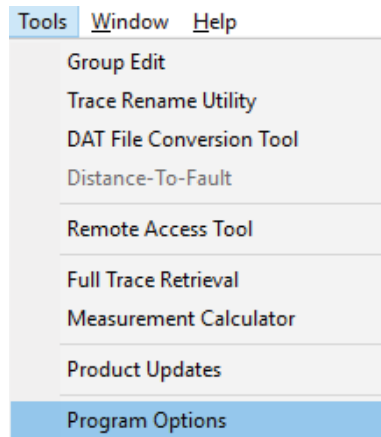 Tools Window Help
Group Edit
Trace Rename Utility
DAT File Conversion Tool
Distance-To-Fault
Remote Access Tool
Full Trace Retrieval
Measurement Calculator
Product Updates
Program Options